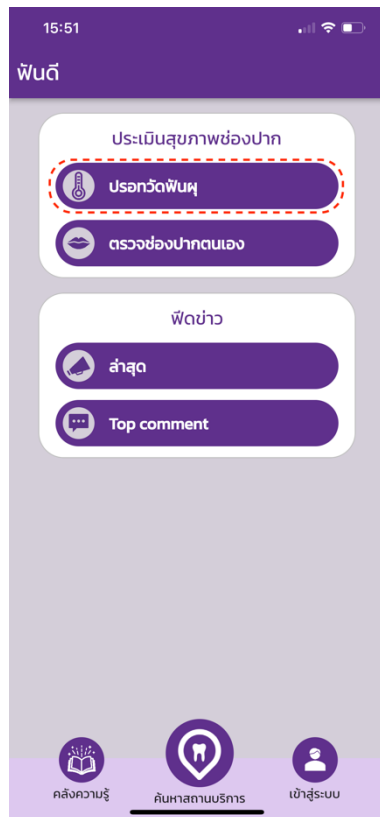 15:51
ฟันดี
ประเมินสุขภาพช่องปาก
ปรอทวัดฟันผุ
ตรวจช่องปากตนเอง
ฟีดข่าว
ล่าสุด
Top comment
คลังความรู้
ค้นหาสถานบริการ
เข้าสู่ระบบ